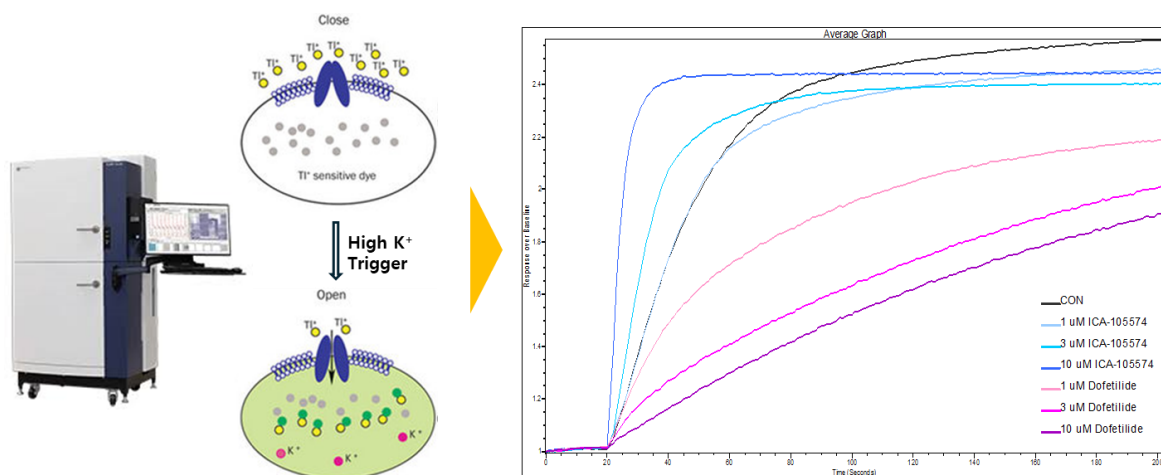 Close
Tl⁺
Tl⁺
Tl⁺
Tl⁺
Tl⁺
Tl⁺
Tl⁺
Tl⁺
Tl⁺ sensitive dye
High K⁺
Trigger
Open
Tl⁺
Tl⁺
K⁺
K⁺
K⁺
Average Graph
Response over Baseline
2.4
2.2
2
1.8
1.6
1.4
1.2
1
0
20
40
60
80
100
120
140
160
180
200
Time (Seconds)
CON
1 uM ICA-105574
3 uM ICA-105574
10 uM ICA-105574
1 uM Dofetilide
3 uM Dofetilide
10 uM Dofetilide